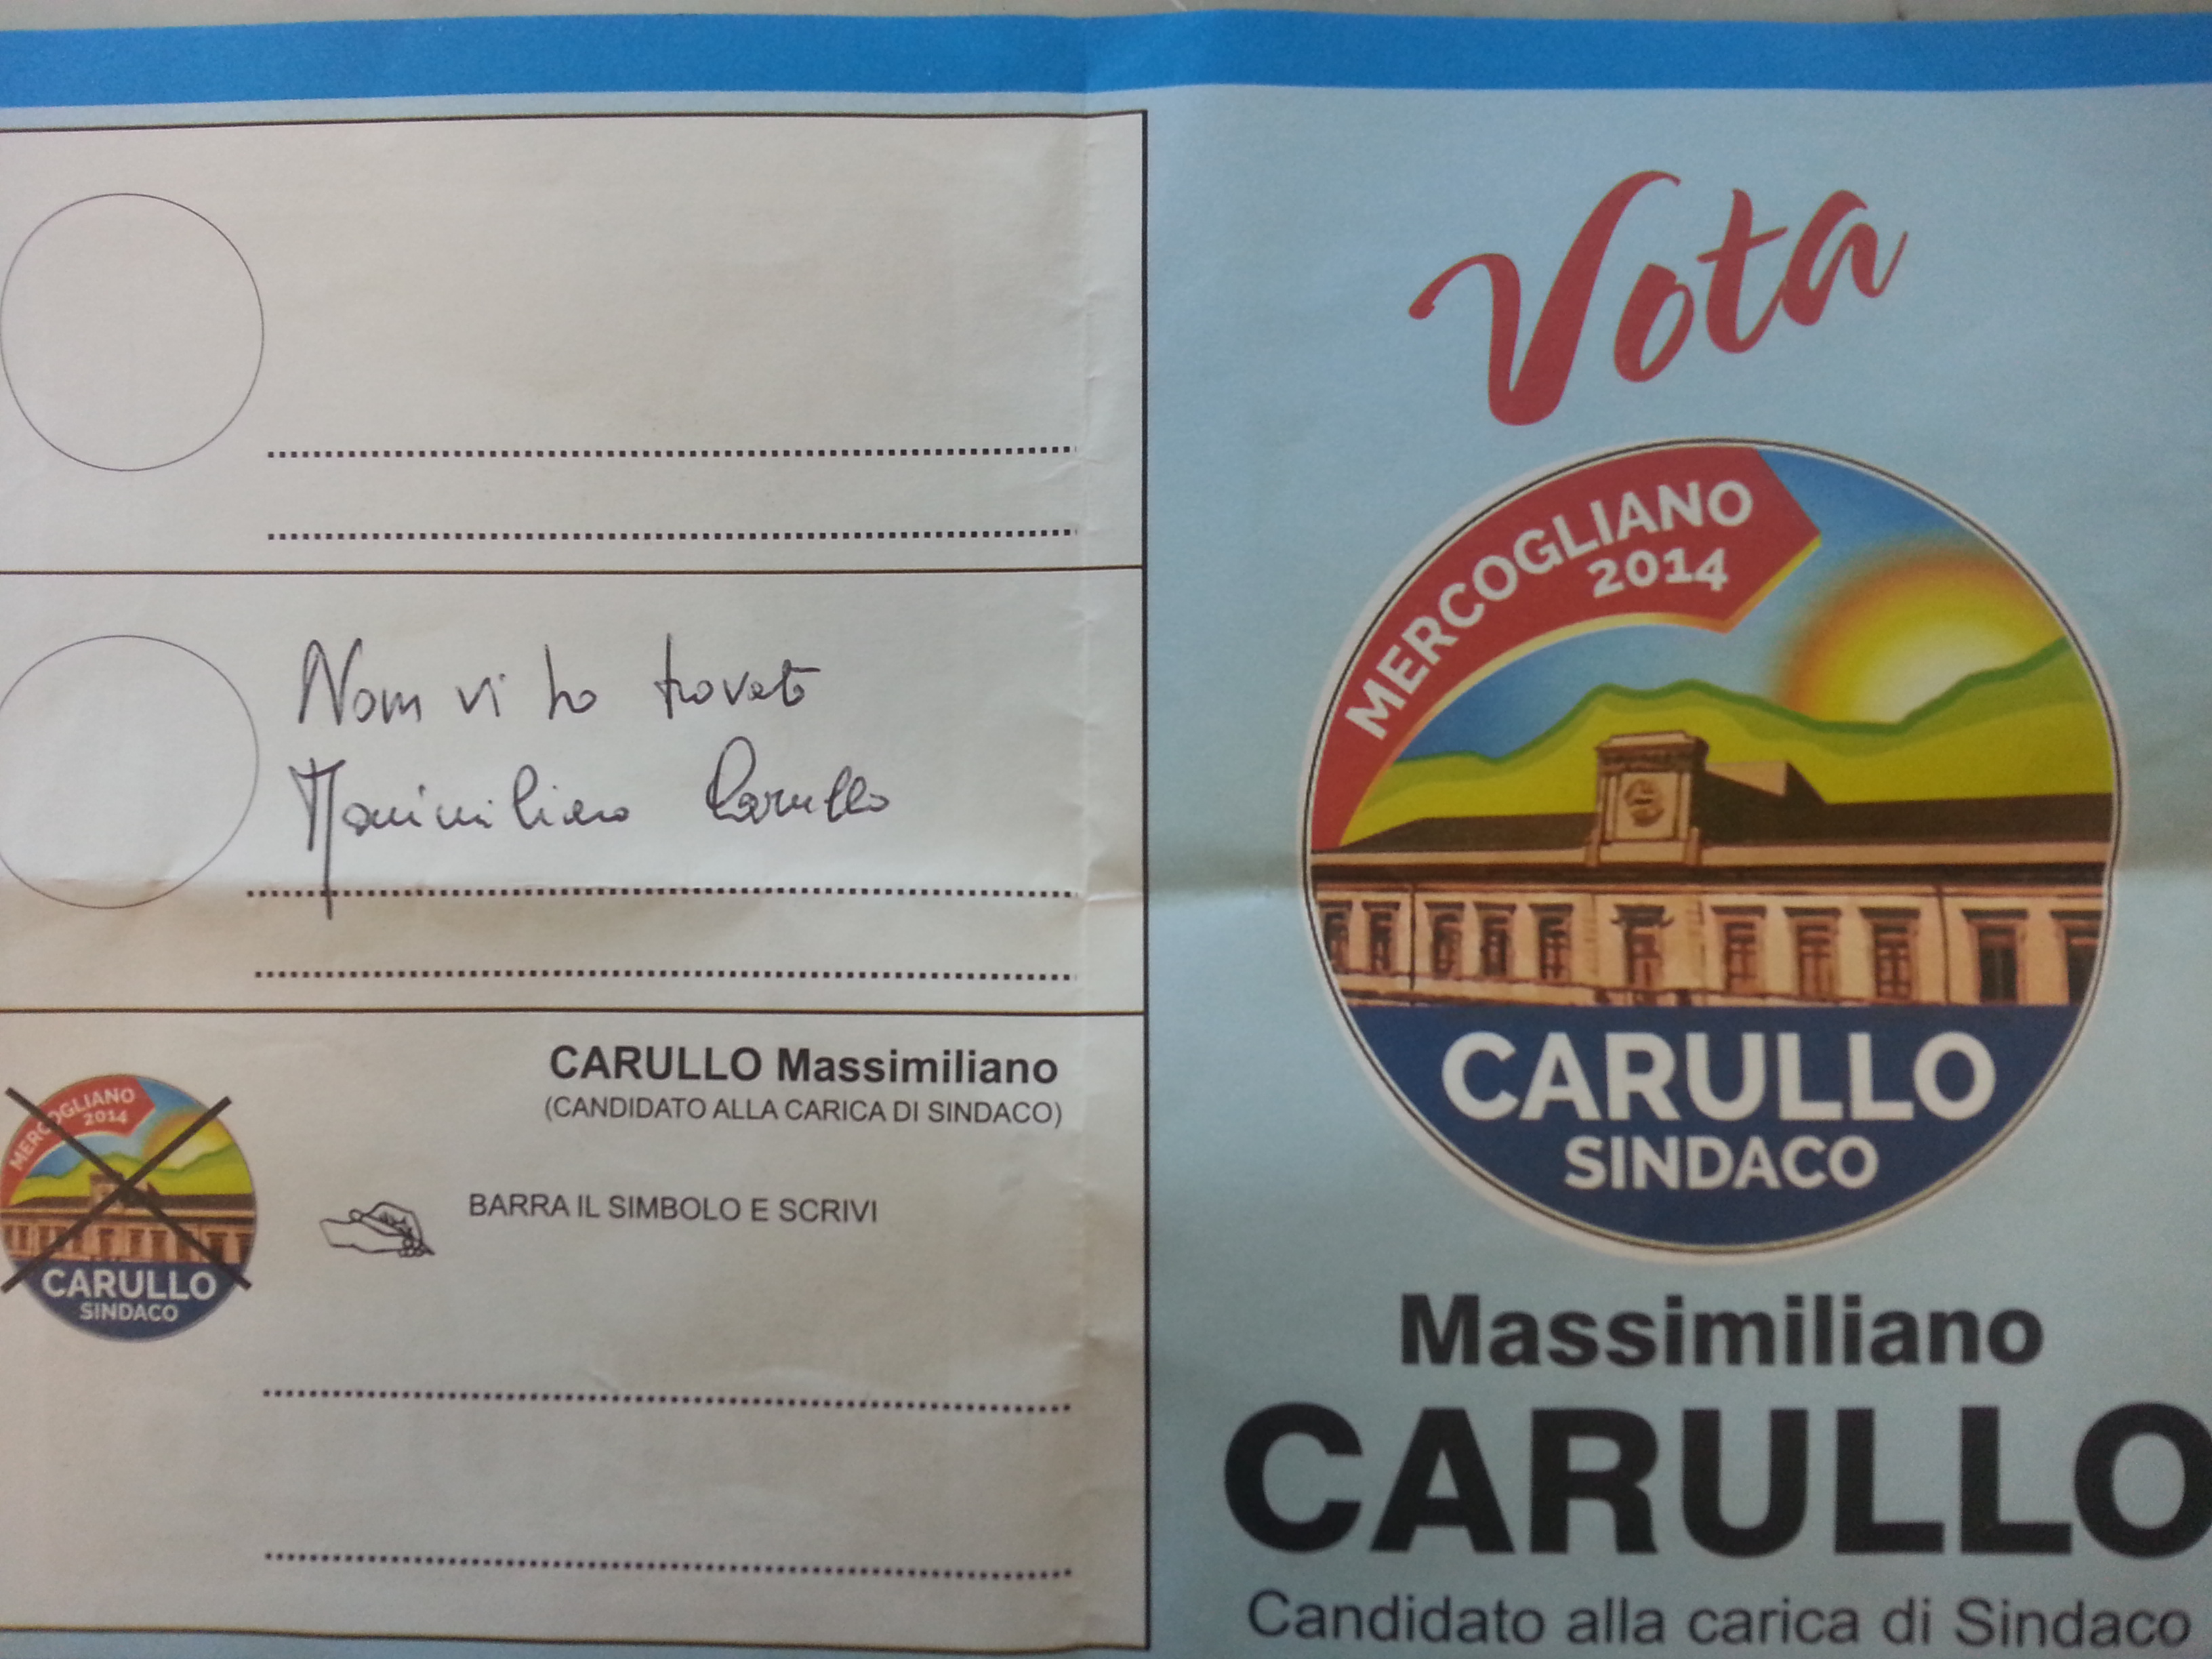 Non vi ho trovato
Massimiliano Carullo
CARULLO Massimiliano
(CANDIDATO ALLA CARICA DI SINDACO)
MERCOGLIANO
2014
CARULLO
SINDACO
BARRA IL SIMBOLO E SCRIVI
Vota
MERCOGLIANO
2014
CARULLO
SINDACO
Massimiliano
CARULLO
Candidato alla carica di Sindaco